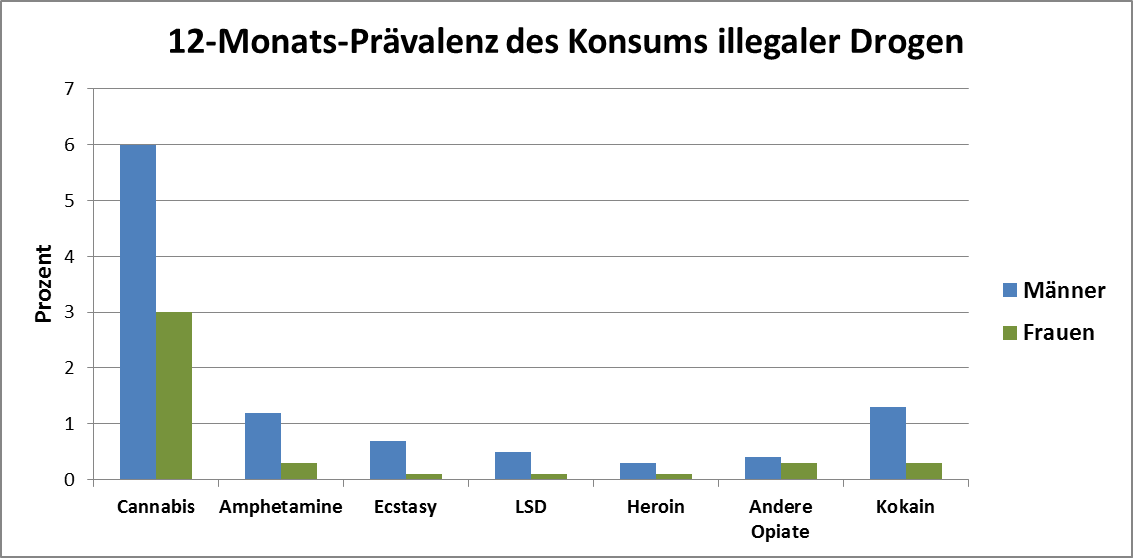 12-Monats-Prävalenz des Konsums illegaler Drogen
7
6
5
4
3
2
1
0
Prozent
Cannabis
Amphetamine
Ecstasy
LSD
Heroin
Andere
Opiate
Kokain
Männer
Frauen